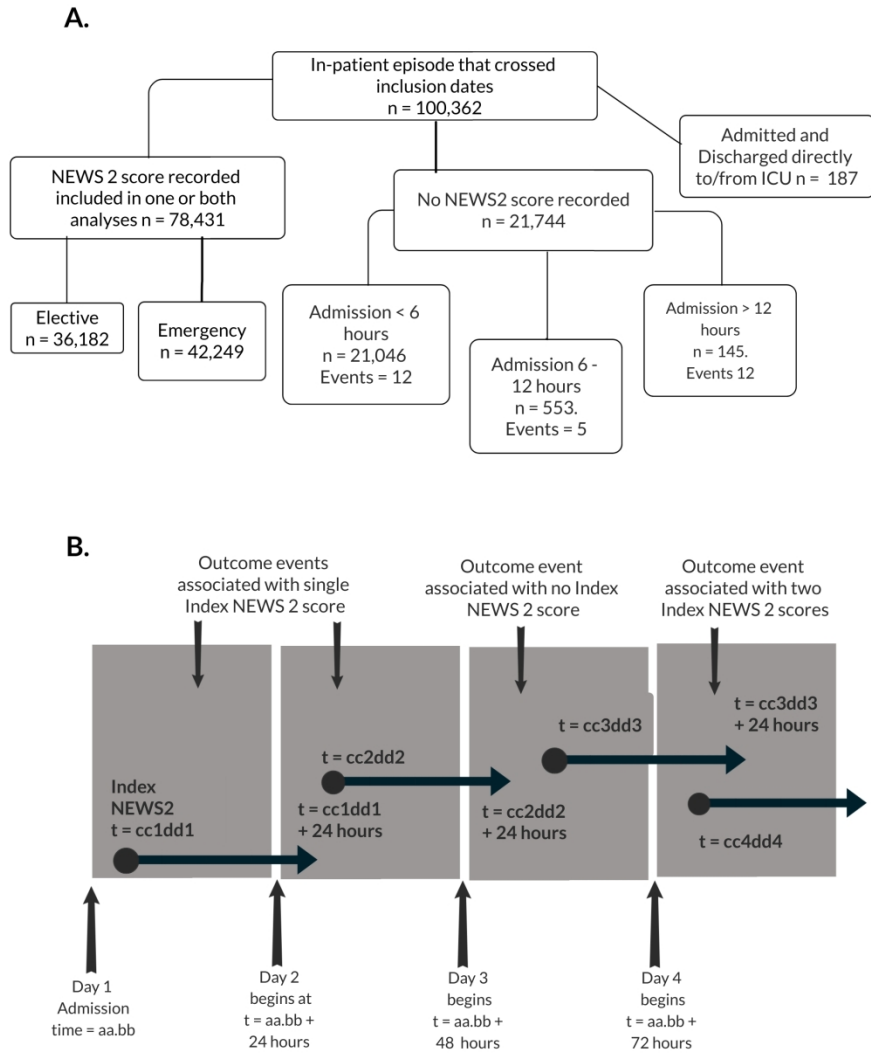 A.
In-patient episode that crossed
inclusion dates
n = 100,362
Admitted and
Discharged directly
to/from ICU n = 187
NEWS 2 score recorded
included in one or both
analyses n = 78,431
No NEWS2 score recorded
n = 21,744
Elective
n = 36,182
Emergency
n = 42,249
Admission < 6
hours
n = 21,046
Events = 12
Admission 6 -
12 hours
n = 553.
Events = 5
Admission > 12
hours
n = 145.
Events 12
B.
Outcome events
associated with single
Index NEWS 2 score
Outcome event
associated with no Index
NEWS 2 score
Outcome event
associated with two
Index NEWS 2 scores
Index
NEWS2
t = cc1dd1
t = cc2dd2
t = cc1dd1
+ 24 hours
t = cc3dd3
t = cc2dd2
+ 24 hours
t = cc3dd3
+ 24 hours
t = cc4dd4
Day 1
Admission
time = aa.bb
Day 2
begins at
t = aa.bb +
24 hours
Day 3
begins
t = aa.bb +
48 hours
Day 4
begins
t = aa.bb +
72 hours